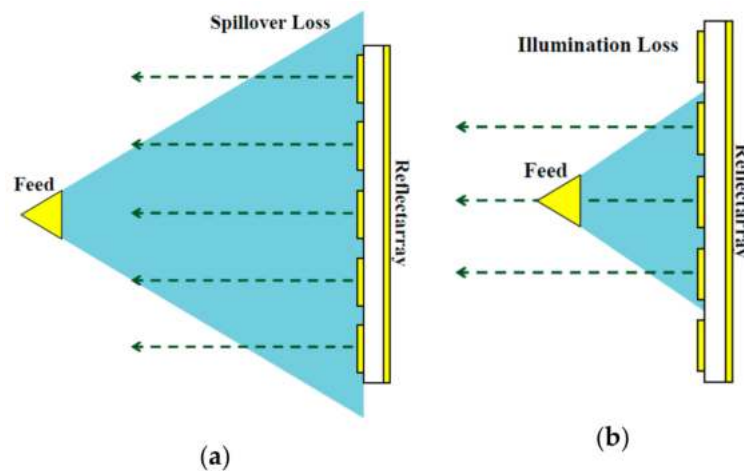 Spillover Loss
Feed
Reflectarray
(a)
Illumination Loss
Feed
Reflectarray
(b)